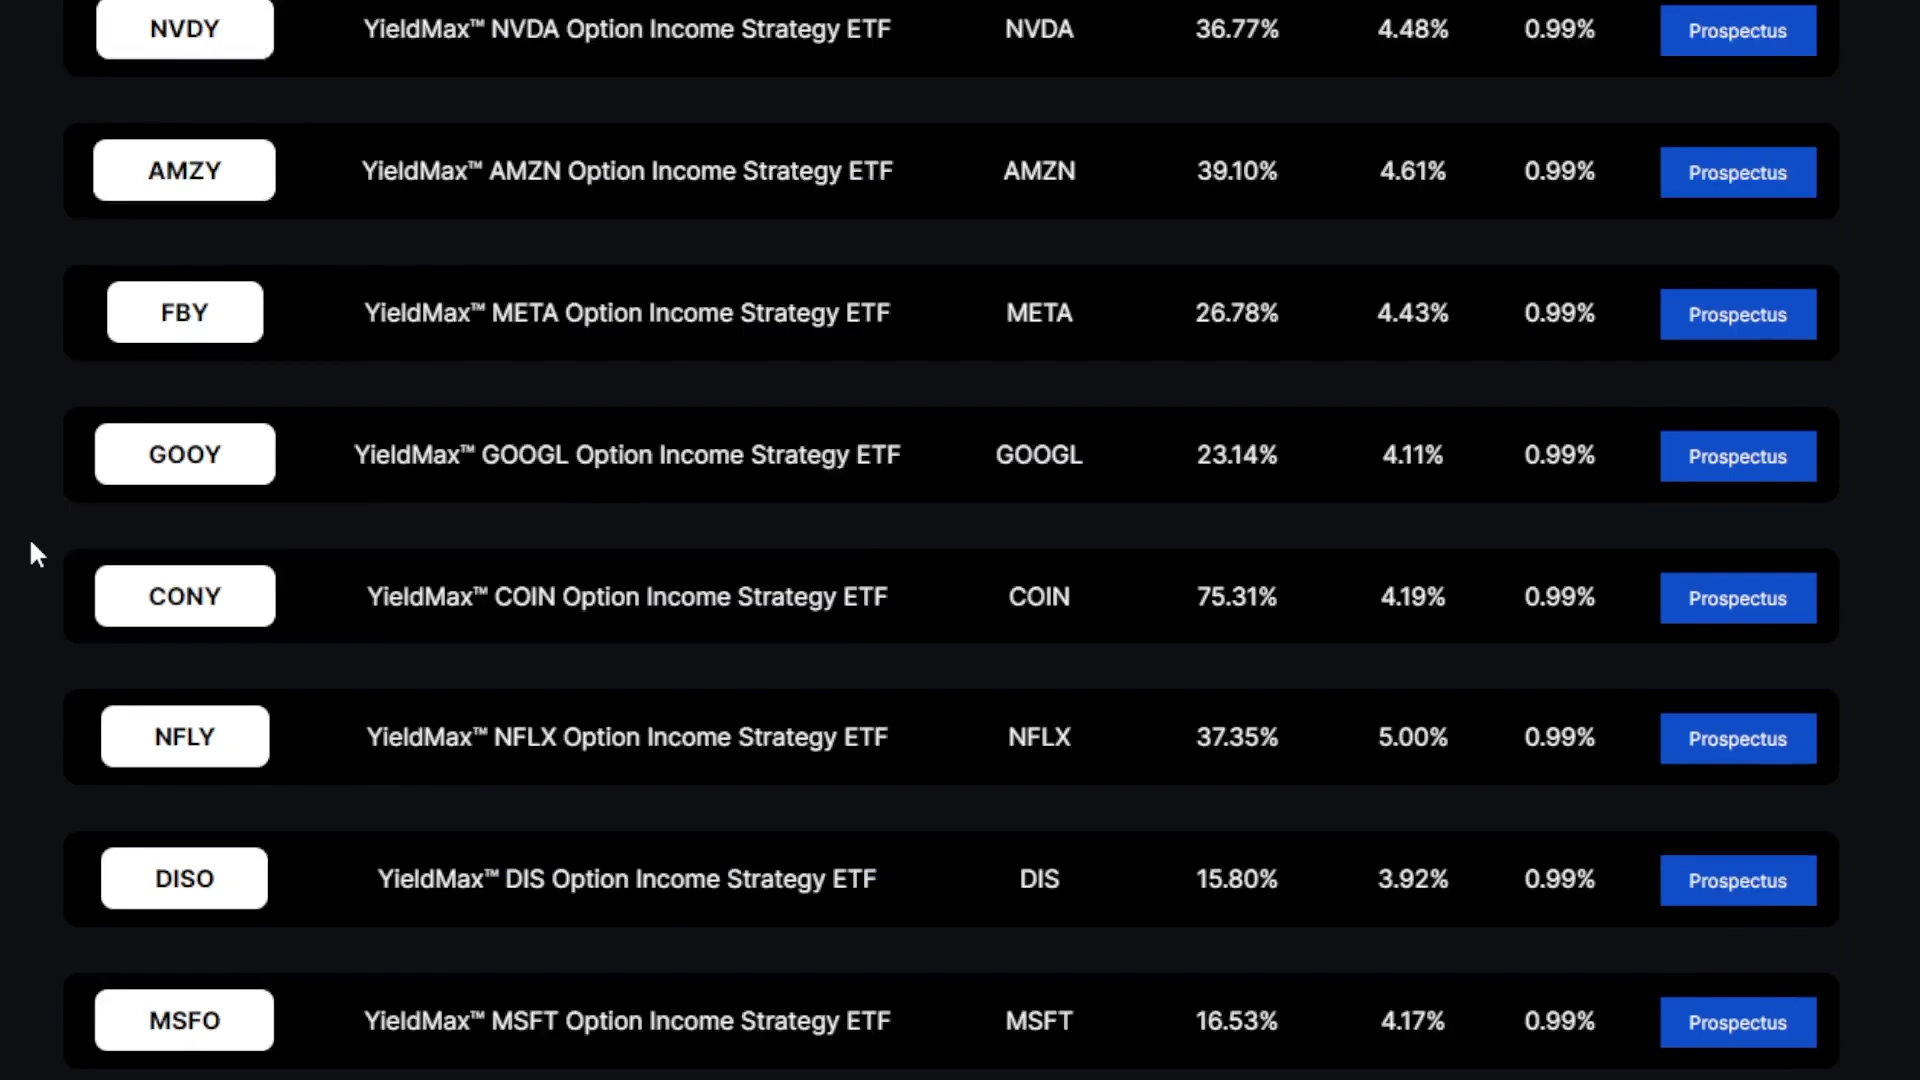 NVDY YieldMax™ NVDA Option Income Strategy ETF NVDA 36.77% 4.48% 0.99% Prospectus
AMZY YieldMax™ AMZN Option Income Strategy ETF AMZN 39.10% 4.61% 0.99% Prospectus
FBY YieldMax™ META Option Income Strategy ETF META 26.78% 4.43% 0.99% Prospectus
GOOY YieldMax™ GOOGL Option Income Strategy ETF GOOGL 23.14% 4.11% 0.99% Prospectus
CONY YieldMax™ COIN Option Income Strategy ETF COIN 75.31% 4.19% 0.99% Prospectus
NFLY YieldMax™ NFLX Option Income Strategy ETF NFLX 37.35% 5.00% 0.99% Prospectus
DISO YieldMax™ DIS Option Income Strategy ETF DIS 15.80% 3.92% 0.99% Prospectus
MSFO YieldMax™ MSFT Option Income Strategy ETF MSFT 16.53% 4.17% 0.99% Prospectus